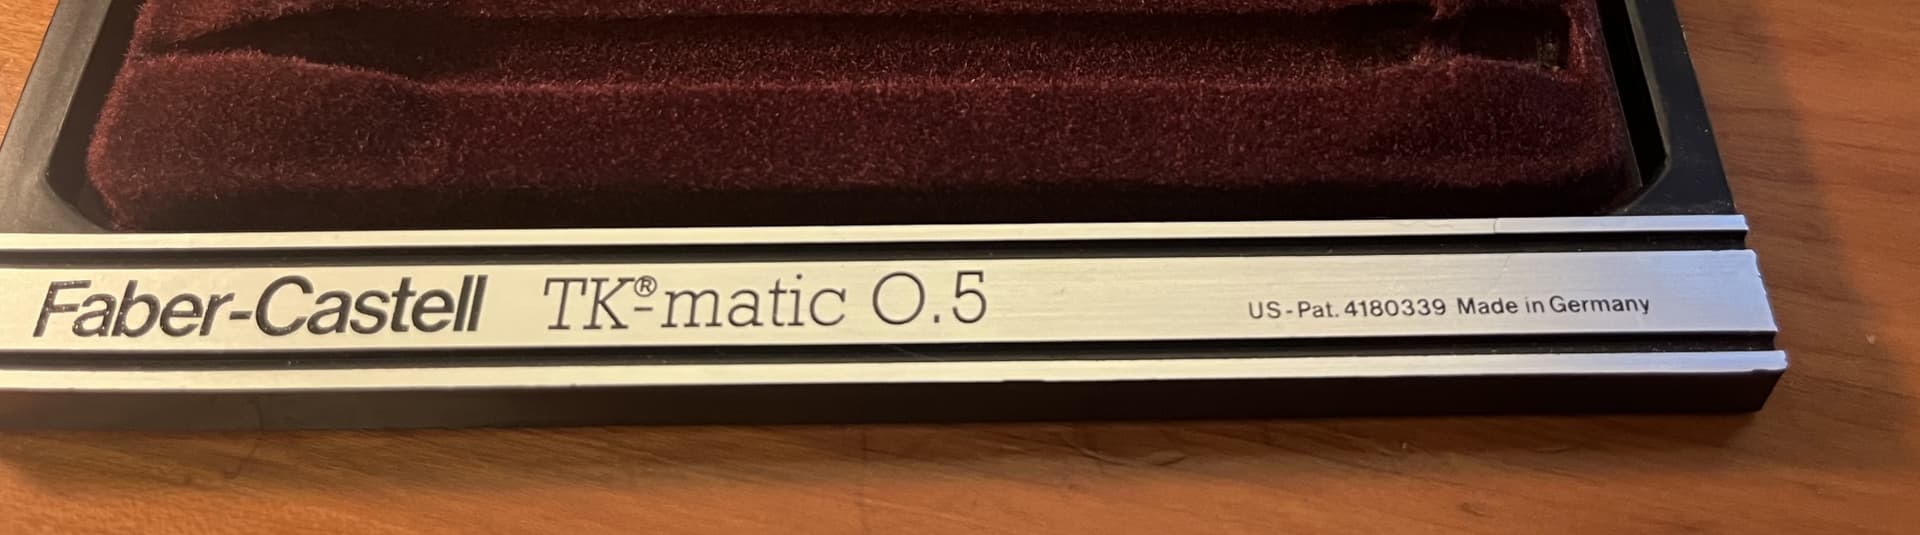 Faber-Castell TK®-matic 0.5 US-Pat. 4180339 Made in Germany